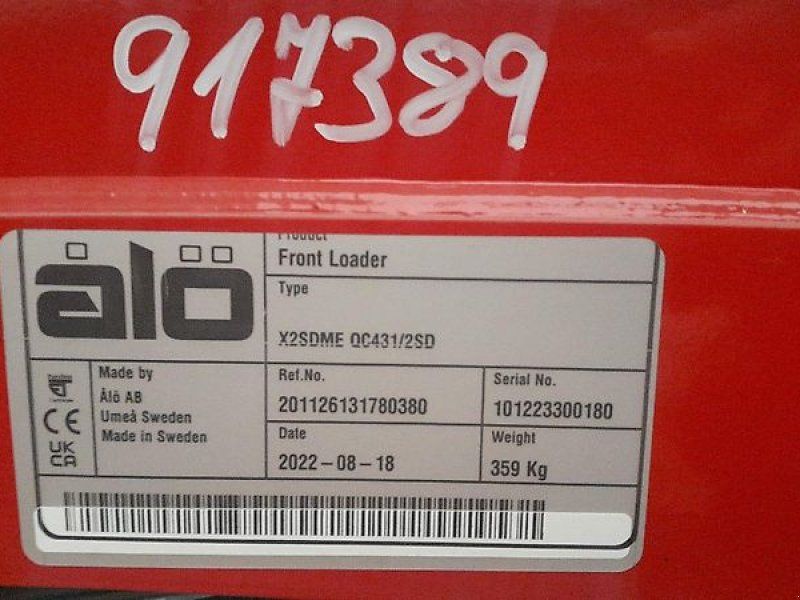 917389
älö
Product
Front Loader
Type
X2SDME QC431/2SD
Made by
Ålö AB
Umeå Sweden
Made in Sweden
CE
UK
CA
Ref.No.
201126131780380
Serial No.
101223300180
Date
2022-08-18
Weight
359 Kg